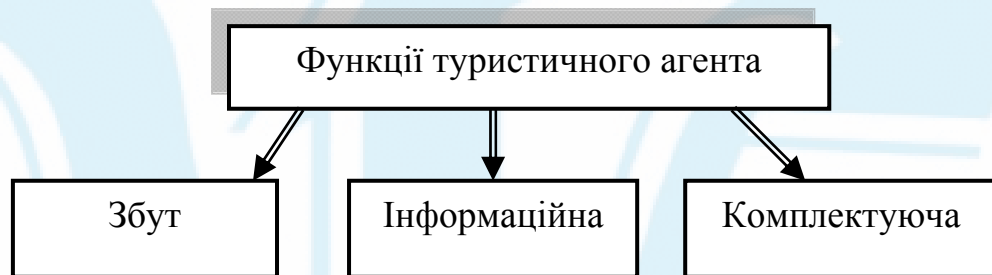 Функції туристичного агента
Збут
Інформаційна
Комплектуюча